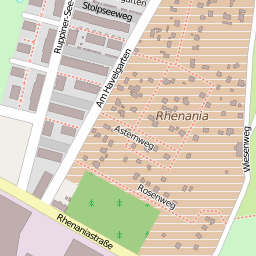 Stolpseeweg
Ruppiner-See-
Am Havelgarten
Rhenania
Wiesenweg
Asternweg
Rosenweg
Rhenaniastraße